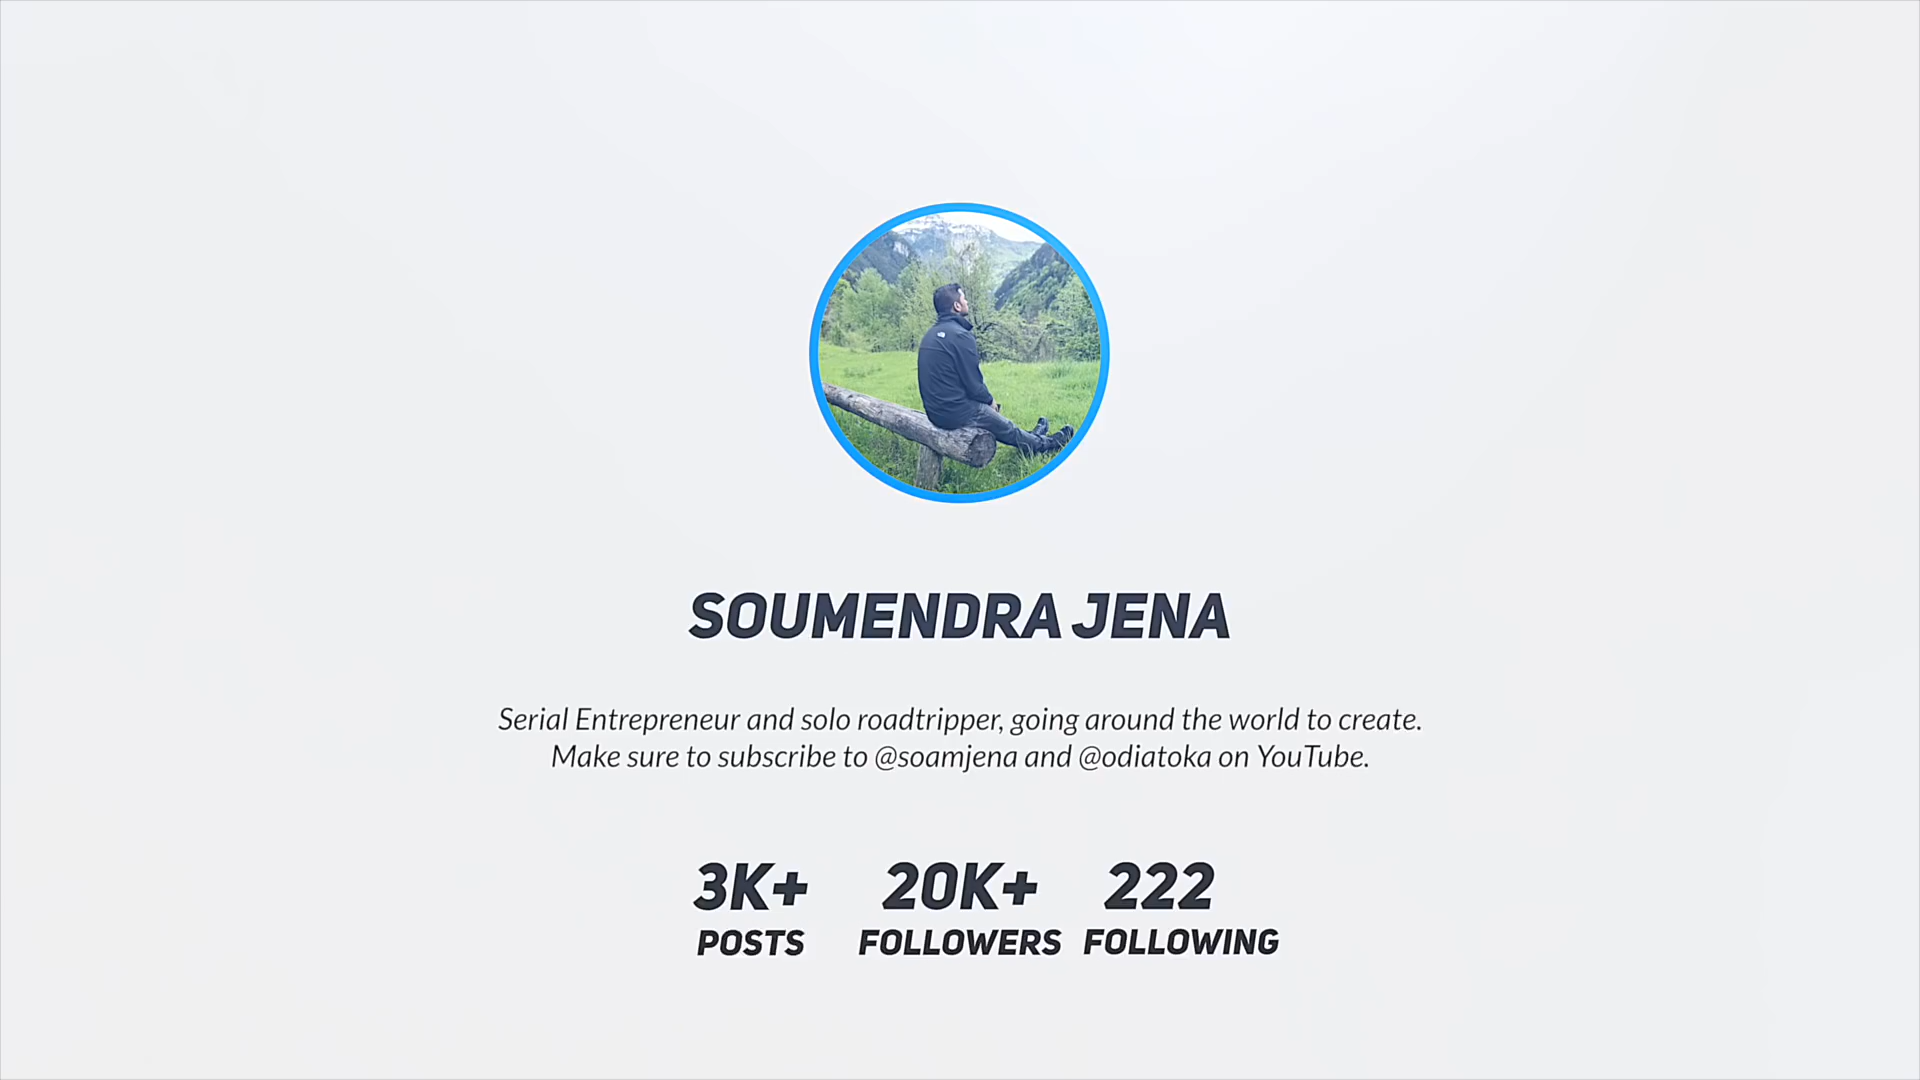 SOUMENDRA JENA
Serial Entrepreneur and solo roadtripper, going around the world to create.
Make sure to subscribe to @soamjena and @odiatoka on YouTube.
3K+ 20K+ 222
POSTS FOLLOWERS FOLLOWING